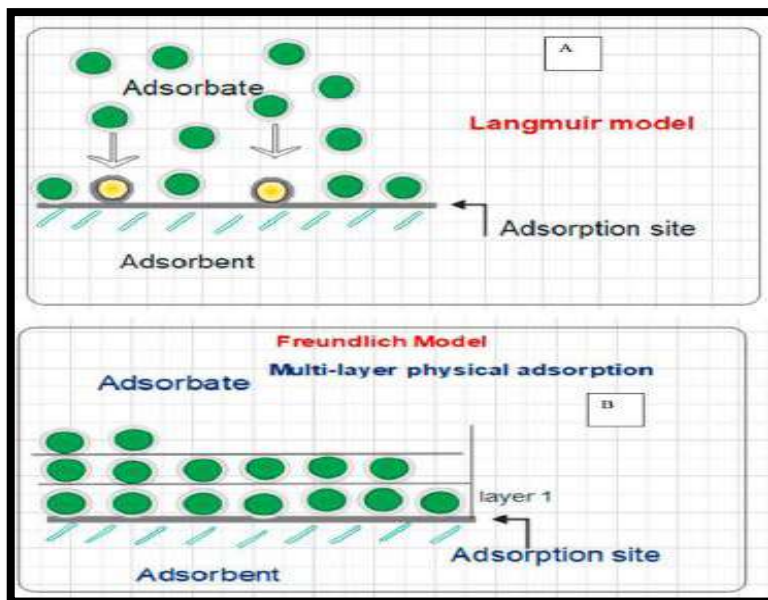 A
Adsorbate
Langmuir model
Adsorption site
Adsorbent
Freundlich Model
Multi-layer physical adsorption
Adsorbate
B
layer 1
Adsorption site
Adsorbent